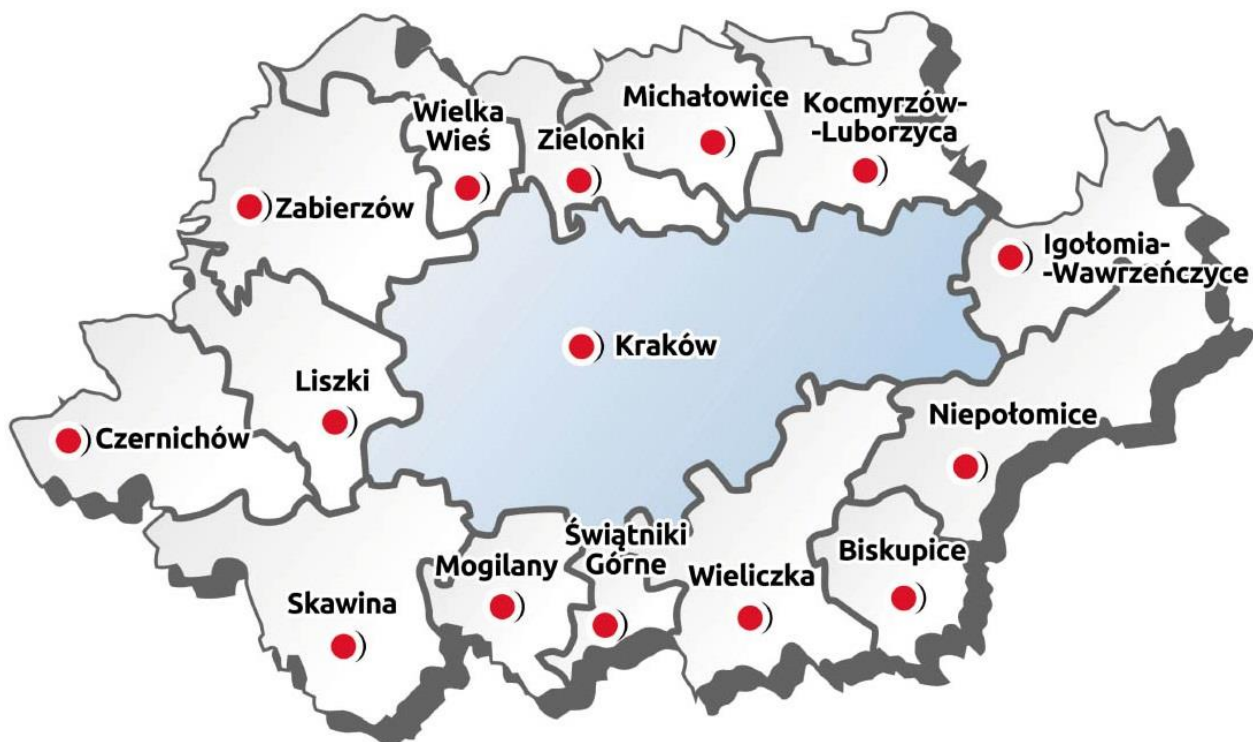 Michałowice
Kocmyrzów-
-Luborzyca
Wielka
Wieś
Zielonki
Zabierzów
Igołomia-
-Wawrzeńczyce
Kraków
Liszki
Niepołomice
Czernichów
Świątniki
Górne
Biskupice
Mogilany
Wieliczka
Skawina